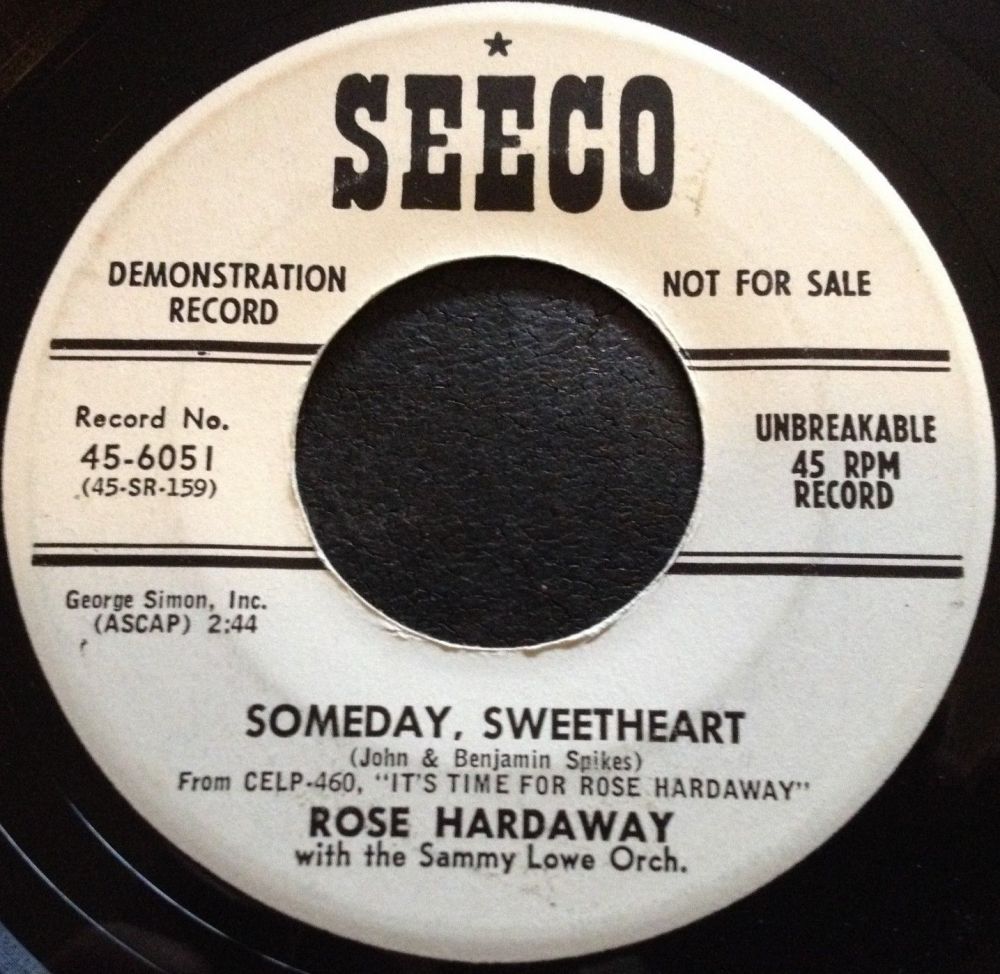 SEECO
DEMONSTRATION
RECORD
NOT FOR SALE
Record No.
45-6051
(45-SR-159)
UNBREAKABLE
45 RPM
RECORD
George Simon, Inc.
(ASCAP) 2:44
SOMEDAY, SWEETHEART
(John & Benjamin Spikes)
From CELP-460, "IT'S TIME FOR ROSE HARDAWAY"
ROSE HARDAWAY
with the Sammy Lowe Orch.